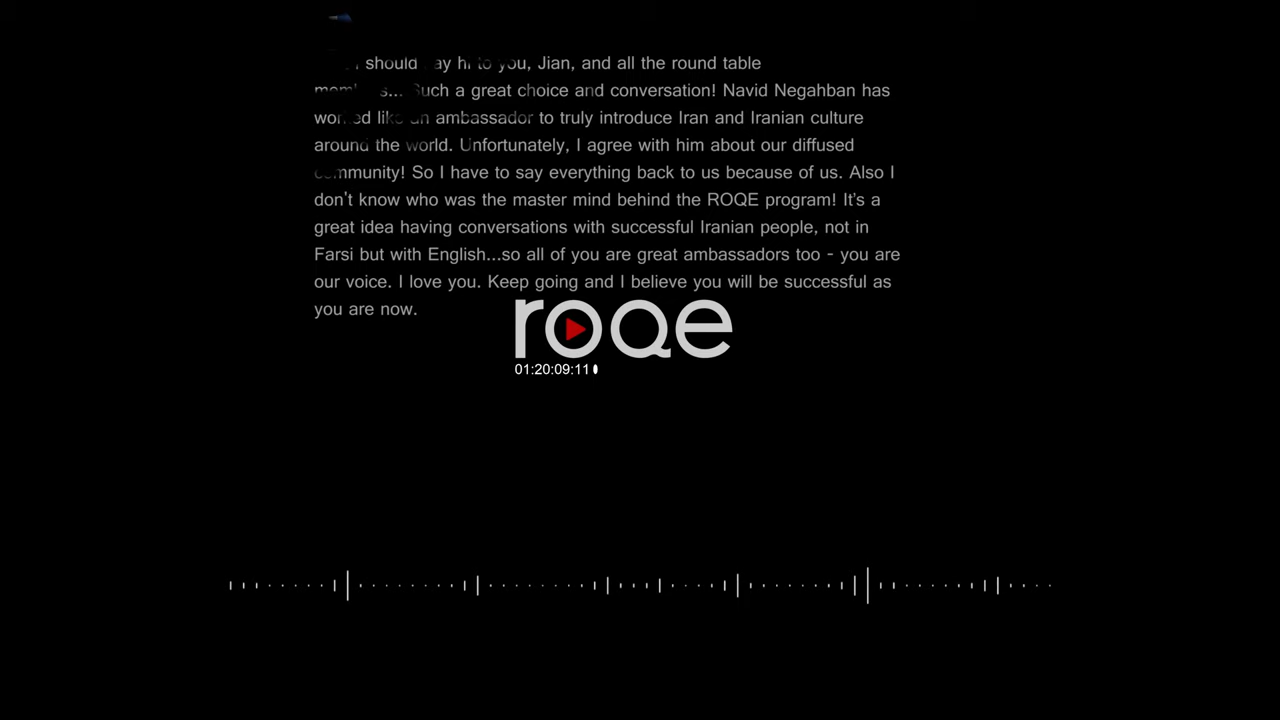 should ay hi to you, Jian, and all the round table
Such a great choice and conversation! Navid Negahban has
like an ambassador to truly introduce Iran and Iranian culture
around the world. Unfortunately, I agree with him about our diffused
community! So I have to say everything back to us because of us. Also I
don't know who was the master mind behind the ROQE program! It's a
great idea having conversations with successful Iranian people, not in
Farsi but with English...so all of you are great ambassadors too - you are
our voice. I love you. Keep going and I believe you will be successful as
you are now.
roqe
01:20:09:11